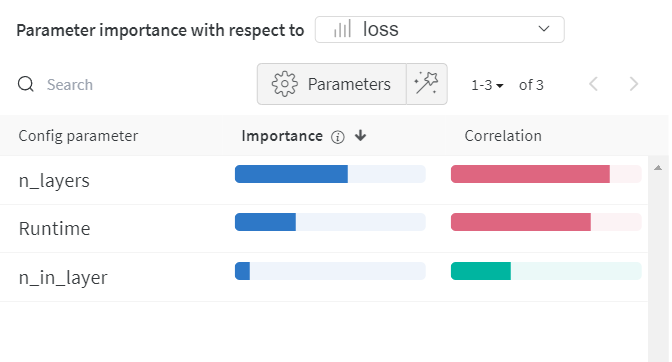 Parameter importance with respect to loss
Search Parameters 1-3 of 3
Config parameter Importance Correlation
n_layers
Runtime
n_in_layer